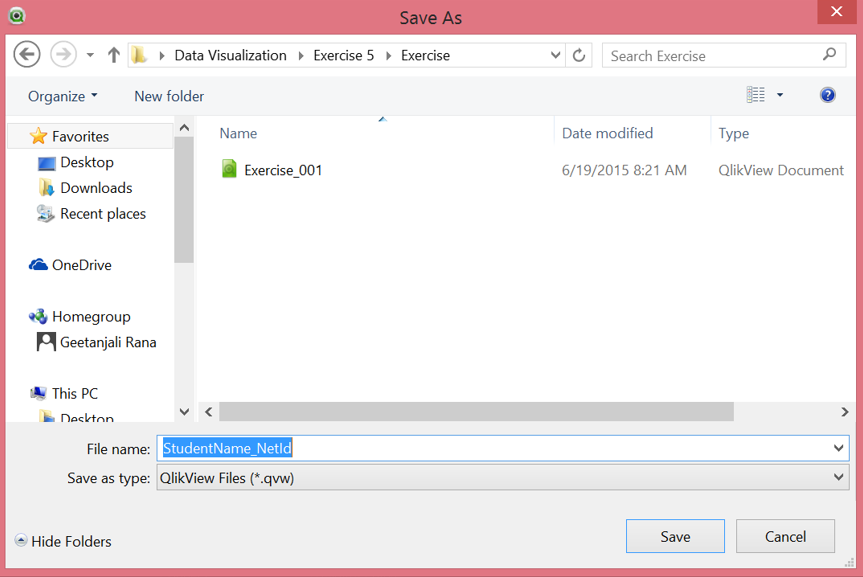 Save As
Data Visualization Exercise 5 Exercise Search Exercise
Organize New folder
Favorites
Desktop
Downloads
Recent places
OneDrive
Homegroup
Geetanjali Rana
This PC
Desktop
Name Date modified Type
Exercise_001 6/19/2015 8:21 AM QlikView Document
File name: StudentName_NetId
Save as type: QlikView Files (*.qvw)
Hide Folders Save Cancel